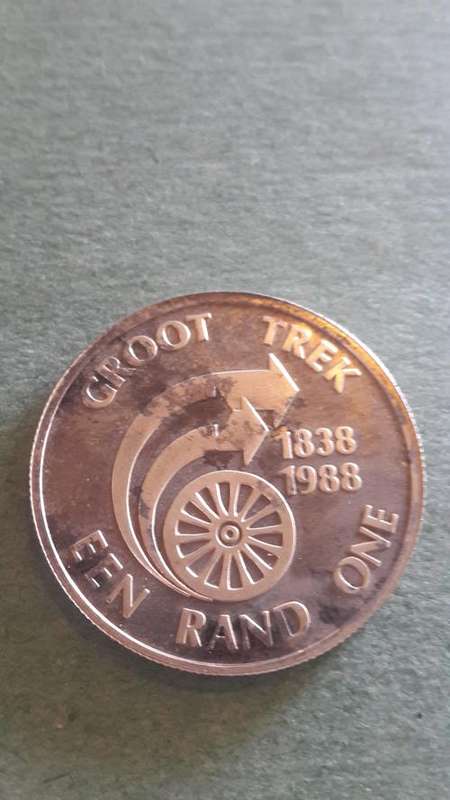 GROOT TREK
1838
1988
EEN RAND ONE